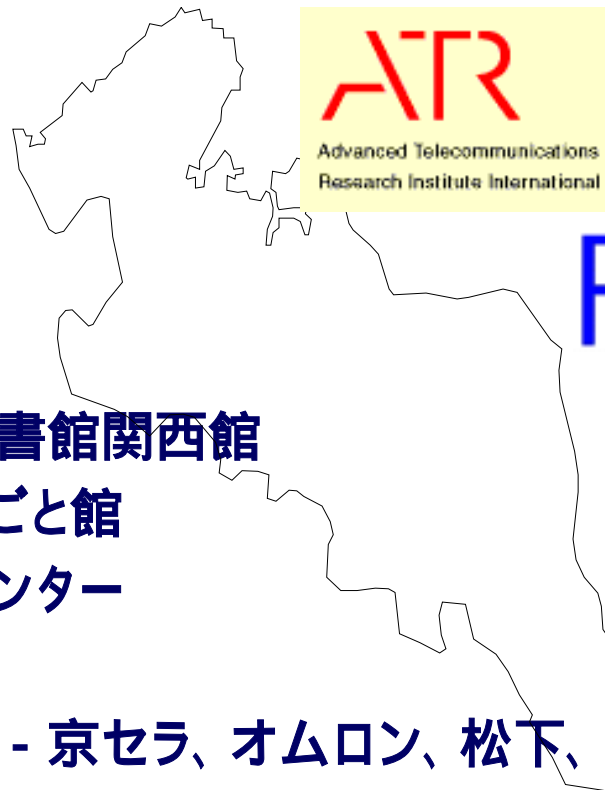 ATR
Advanced Telecommunications
Research Institute International
書館関西館
ごと館
ンター
- 京セラ、オムロン、松下、